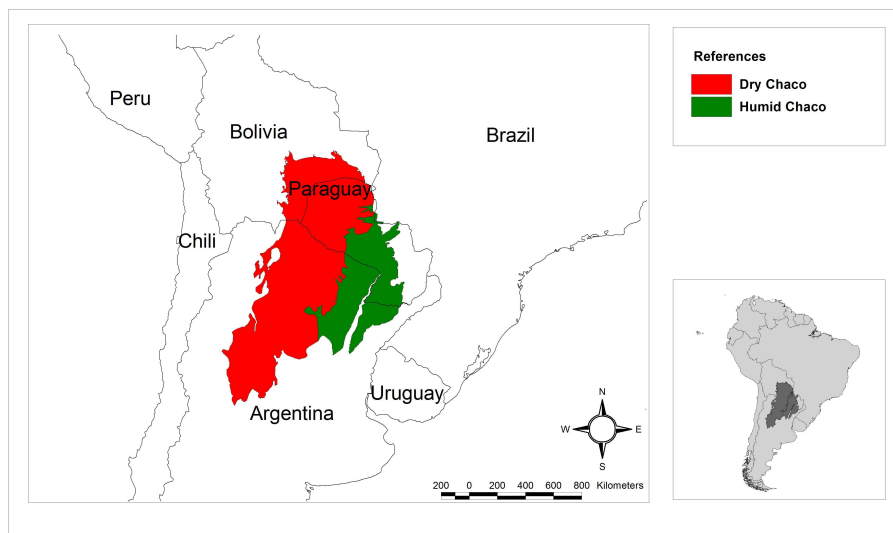 References
Dry Chaco
Humid Chaco
Peru
Bolivia
Brazil
Paraguay
Chili
Uruguay
Argentina
N
W
E
S
200 0 200 400 600 800 Kilometers